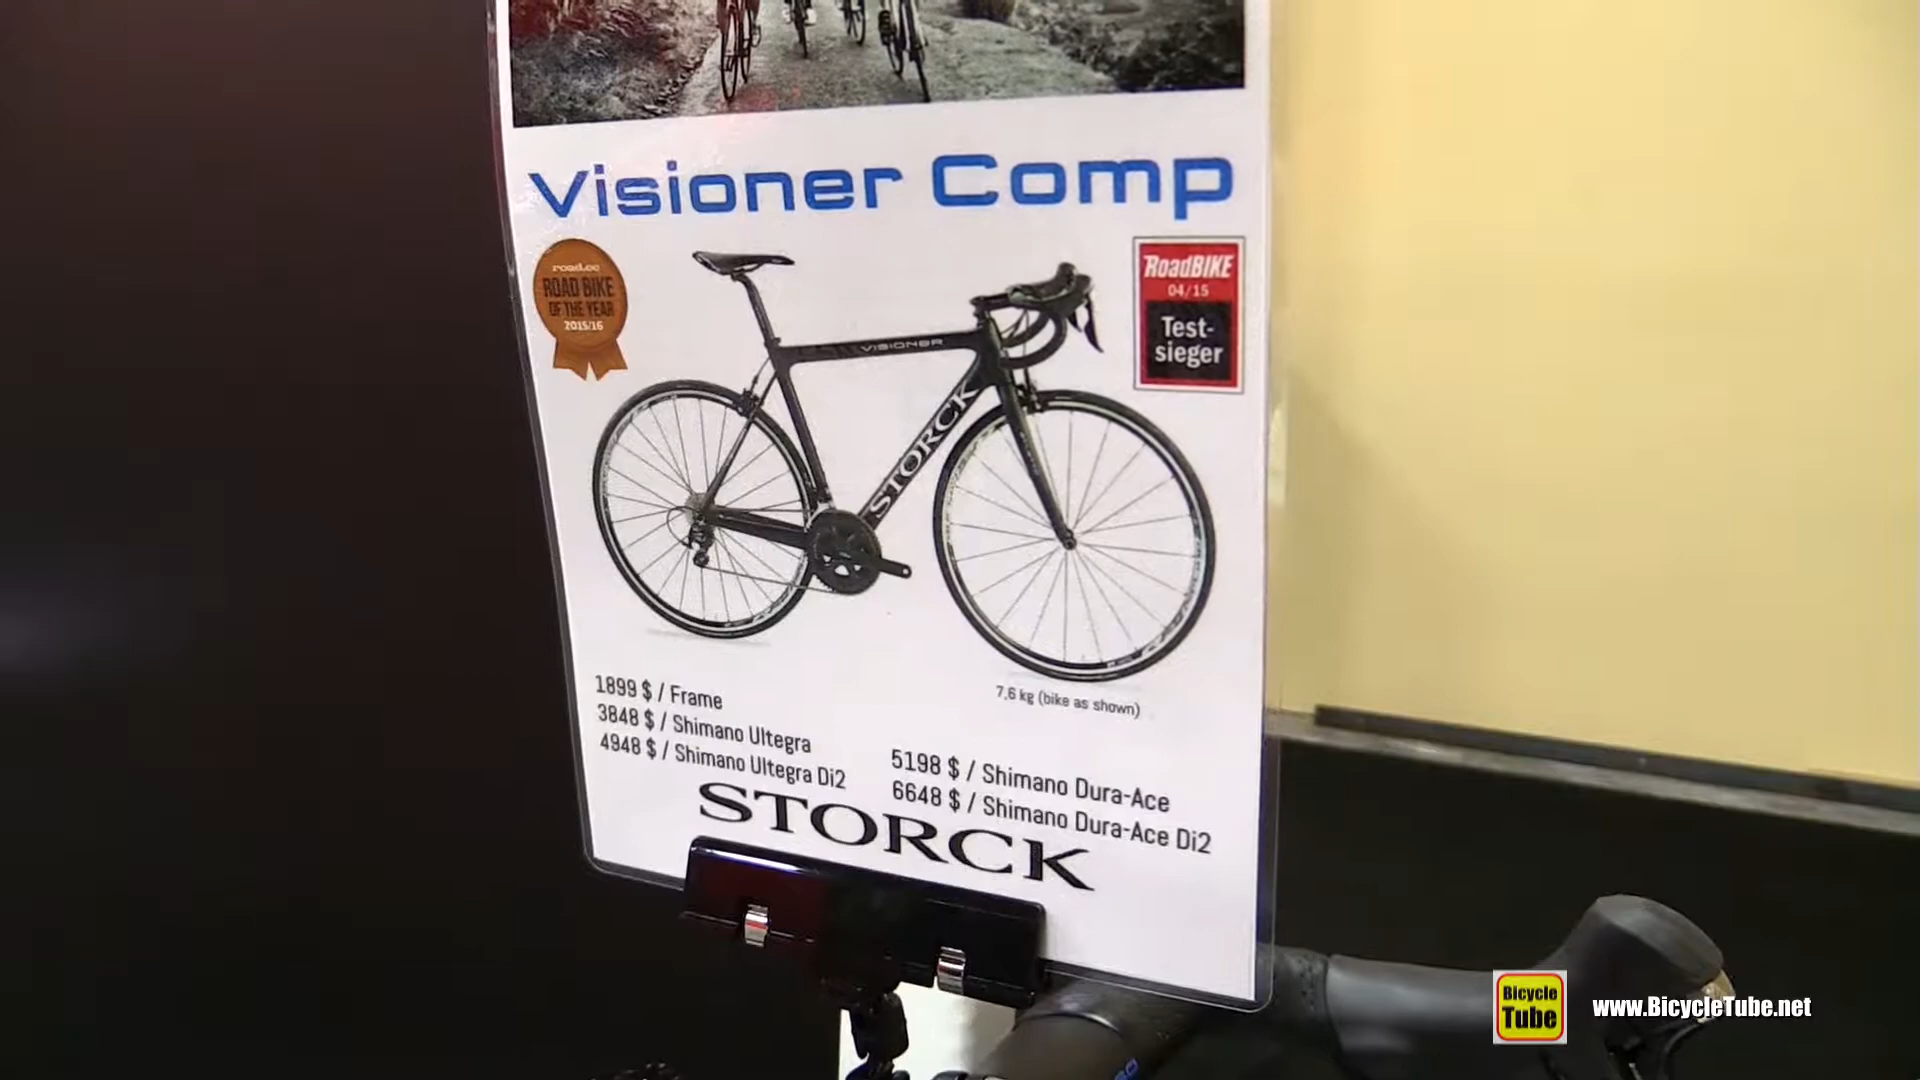 Visioner Comp
road.cc
ROAD BIKE
OF THE YEAR
2015/16
RoadBIKE
04/15
Test-
sieger
VISIONER
STORCK
7,6 kg (bike as shown)
1899 $ / Frame
3848 $ / Shimano Ultegra
4948 $ / Shimano Ultegra Di2
5198 $ / Shimano Dura-Ace
6648 $ / Shimano Dura-Ace Di2
STORCK
Bicycle
Tube
www.BicycleTube.net